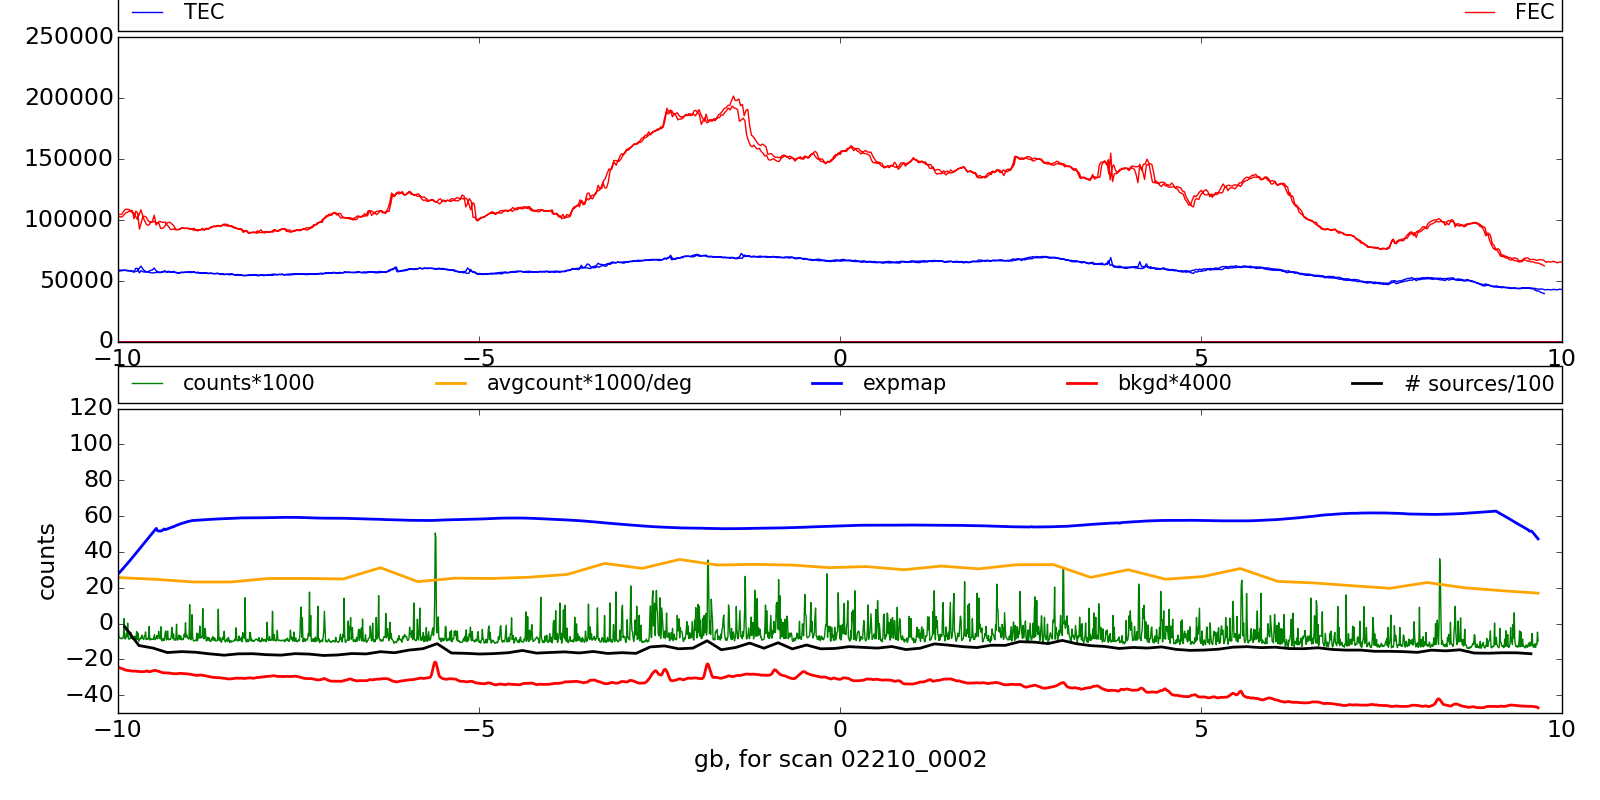 TEC FEC
250000
200000
150000
100000
50000
0
−10 −5 0 5 10
counts*1000 avgcount*1000/deg expmap bkgd*4000 # sources/100
120
100
80
60
40
20
0
−20
−40
counts
−10 −5 0 5 10
gb, for scan 02210_0002